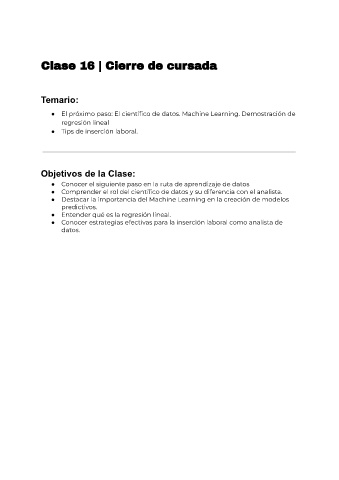 Clase 16 | Cierre de cursada
Temario:
● El próximo paso: El científico de datos. Machine Learning. Demostración de
regresión lineal
● Tips de inserción laboral.
Objetivos de la Clase:
● Conocer el siguiente paso en la ruta de aprendizaje de datos
● Comprender el rol del científico de datos y su diferencia con el analista.
● Destacar la importancia del Machine Learning en la creación de modelos
predictivos.
● Entender qué es la regresión lineal.
● Conocer estrategias efectivas para la inserción laboral como analista de
datos.